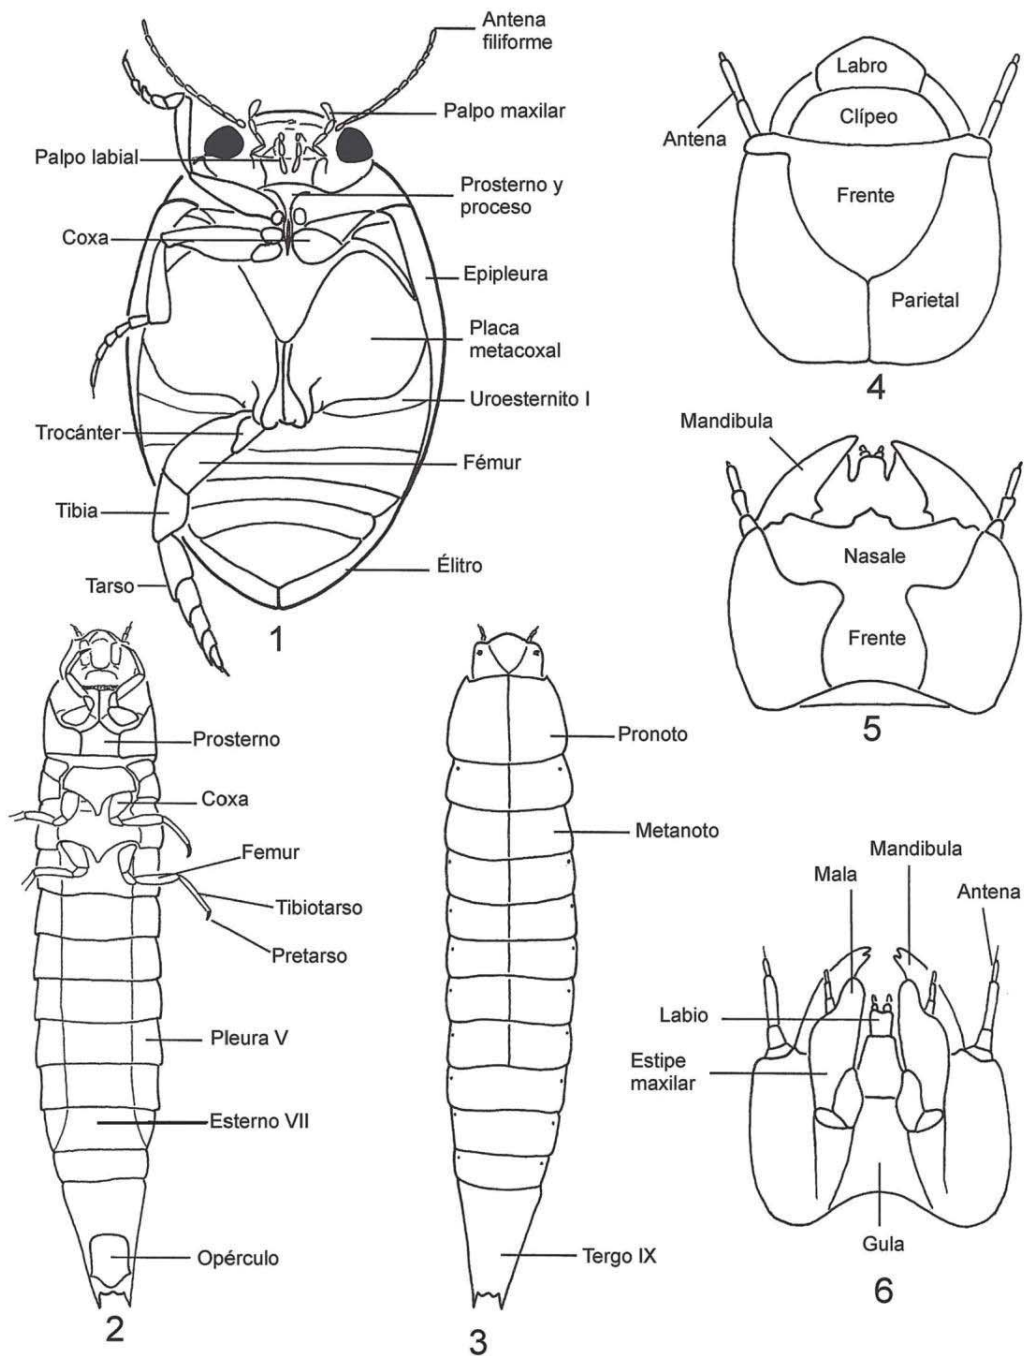 Antena
filiforme
Palpo maxilar
Palpo labial
Prosterno y
proceso
Coxa
Epipleura
Placa
metacoxal
Uroesternito I
Trocánter
Fémur
Tibia
Élitro
Tarso
1
Labro
Clípeo
Antena
Frente
Parietal
4
Mandibula
Nasale
Frente
5
Prosterno
Coxa
Femur
Tibiotarso
Pretarso
Pleura V
Esterno VII
Opérculo
2
Pronoto
Metanoto
Tergo IX
3
Mandibula
Mala
Antena
Labio
Estipe
maxilar
Gula
6